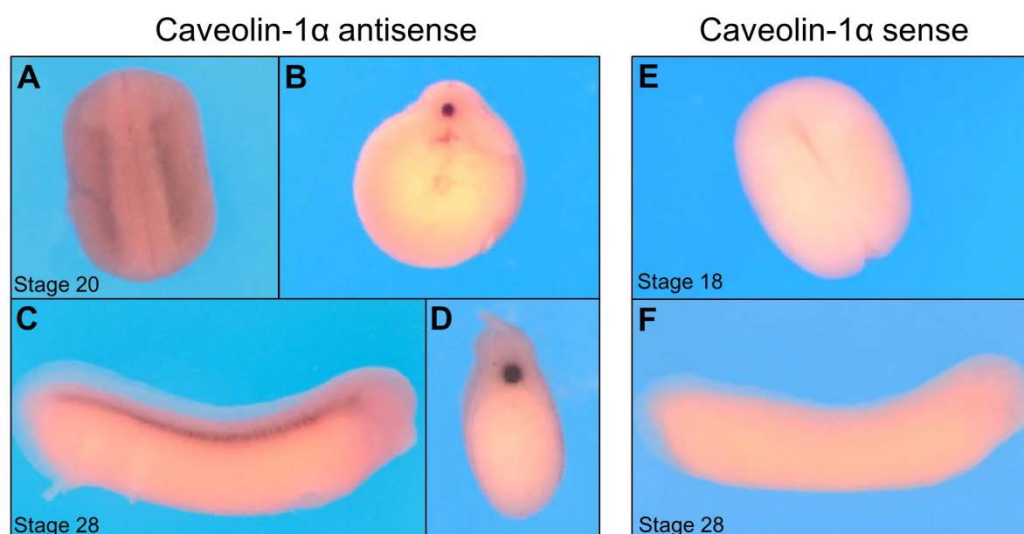 Caveolin-1α antisense
Caveolin-1α sense
A
B
E
Stage 20
Stage 18
C
D
F
Stage 28
Stage 28